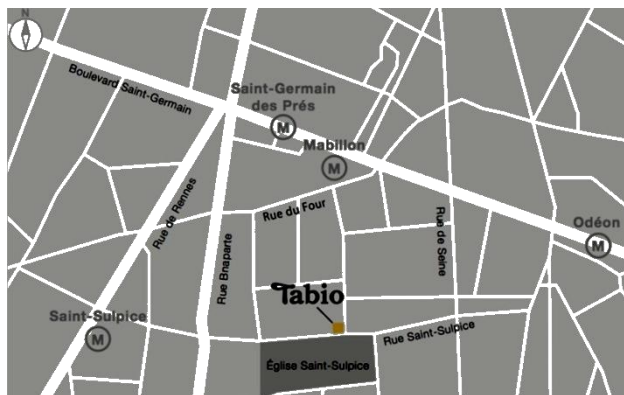 N
Boulevard Saint-Germain
Saint-Germain
des Prés
M
Mabillon
M
Rue de Rennes
Rue du Four
Rue Bnaparte
Rue de Seine
Odéon
M
Tabio
Saint-Sulpice
M
Rue Saint-Sulpice
Église Saint-Sulpice